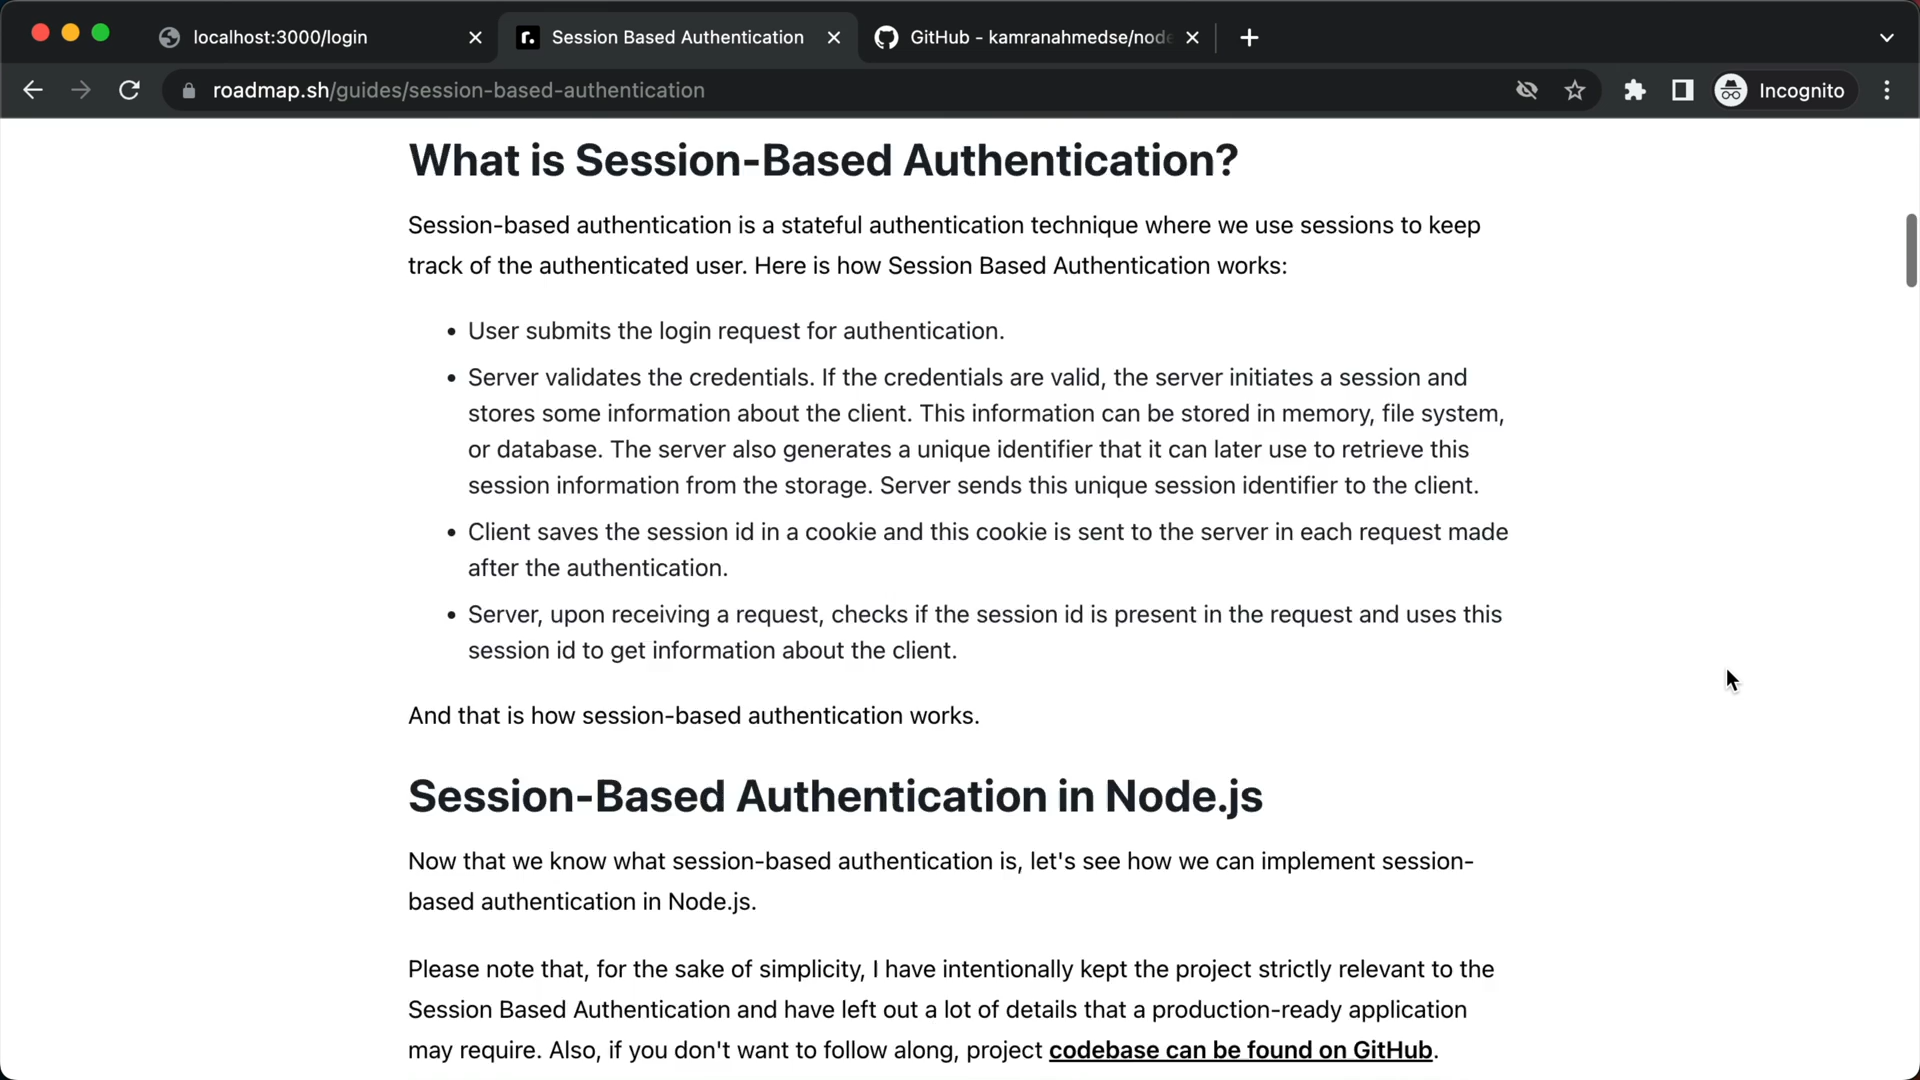 localhost:3000/login
Session Based Authentication
GitHub - kamranahmedse/node
roadmap.sh/guides/session-based-authentication
Incognito
What is Session-Based Authentication?
Session-based authentication is a stateful authentication technique where we use sessions to keep
track of the authenticated user. Here is how Session Based Authentication works:
• User submits the login request for authentication.
• Server validates the credentials. If the credentials are valid, the server initiates a session and
stores some information about the client. This information can be stored in memory, file system,
or database. The server also generates a unique identifier that it can later use to retrieve this
session information from the storage. Server sends this unique session identifier to the client.
• Client saves the session id in a cookie and this cookie is sent to the server in each request made
after the authentication.
• Server, upon receiving a request, checks if the session id is present in the request and uses this
session id to get information about the client.
And that is how session-based authentication works.
Session-Based Authentication in Node.js
Now that we know what session-based authentication is, let's see how we can implement session-
based authentication in Node.js.
Please note that, for the sake of simplicity, I have intentionally kept the project strictly relevant to the
Session Based Authentication and have left out a lot of details that a production-ready application
may require. Also, if you don't want to follow along, project codebase can be found on GitHub.